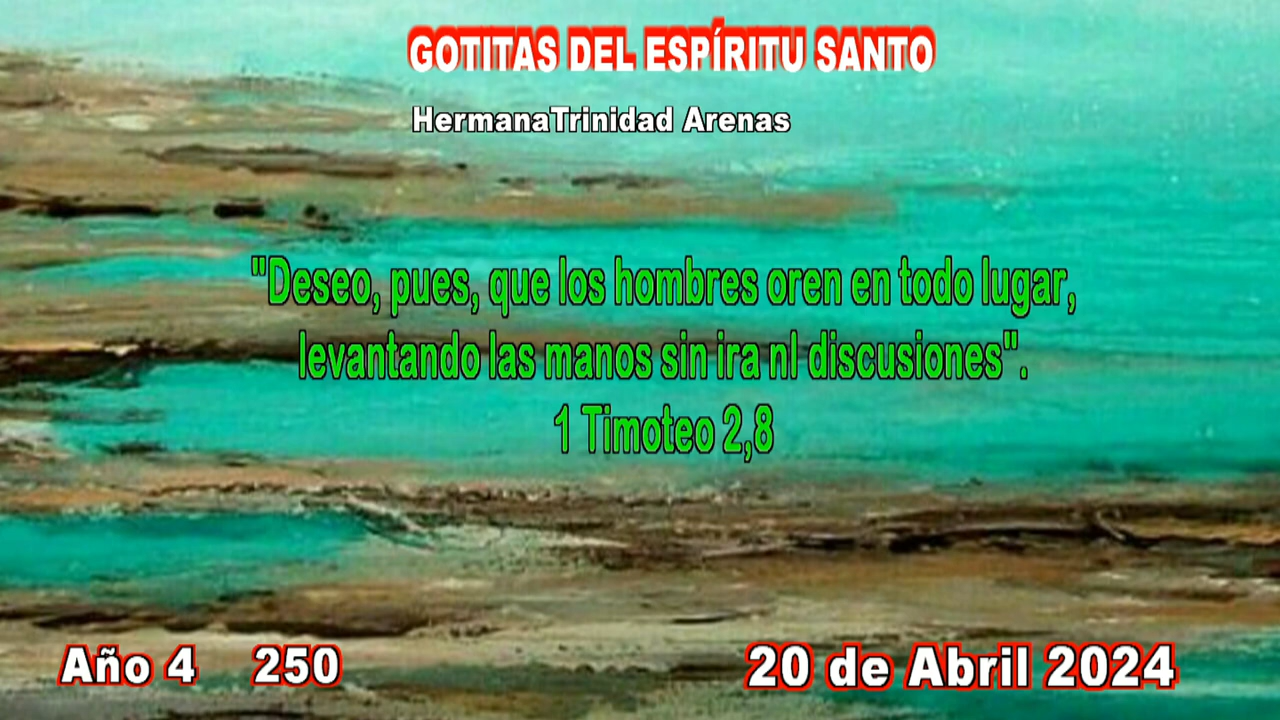 GOTITAS DEL ESPÍRITU SANTO
HermanaTrinidad Arenas
"Deseo, pues, que los hombres oren en todo lugar,
levantando las manos sin ira nl discusiones".
1 Timoteo 2,8
Año 4 250
20 de Abril 2024